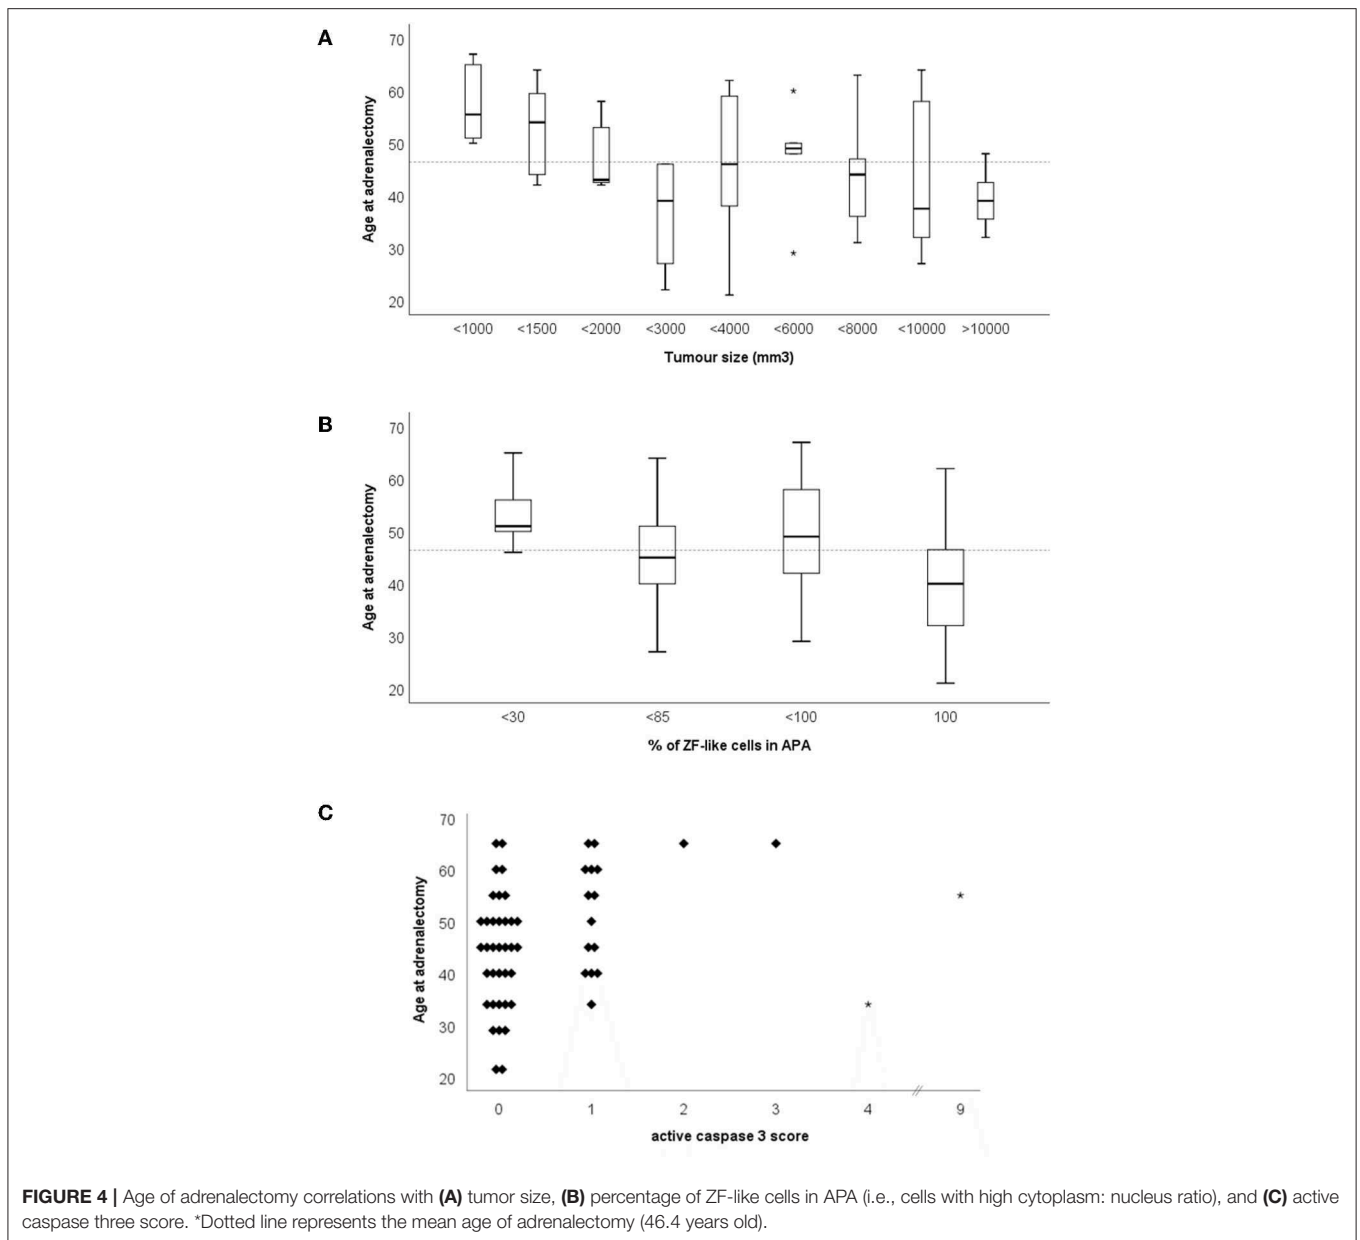 A
70
60
50
40
30
20
Age at adrenalectomy
*
*
<1000 <1500 <2000 <3000 <4000 <6000 <8000 <10000 >10000
Tumour size (mm3)
B
70
60
50
40
30
20
Age at adrenalectomy
<30 <85 <100 100
% of ZF-like cells in APA
C
70
60
50
40
30
20
Age at adrenalectomy
*
*
0 1 2 3 4 // 9
active caspase 3 score
FIGURE 4 | Age of adrenalectomy correlations with (A) tumor size, (B) percentage of ZF-like cells in APA (i.e., cells with high cytoplasm: nucleus ratio), and (C) active
caspase three score. *Dotted line represents the mean age of adrenalectomy (46.4 years old).